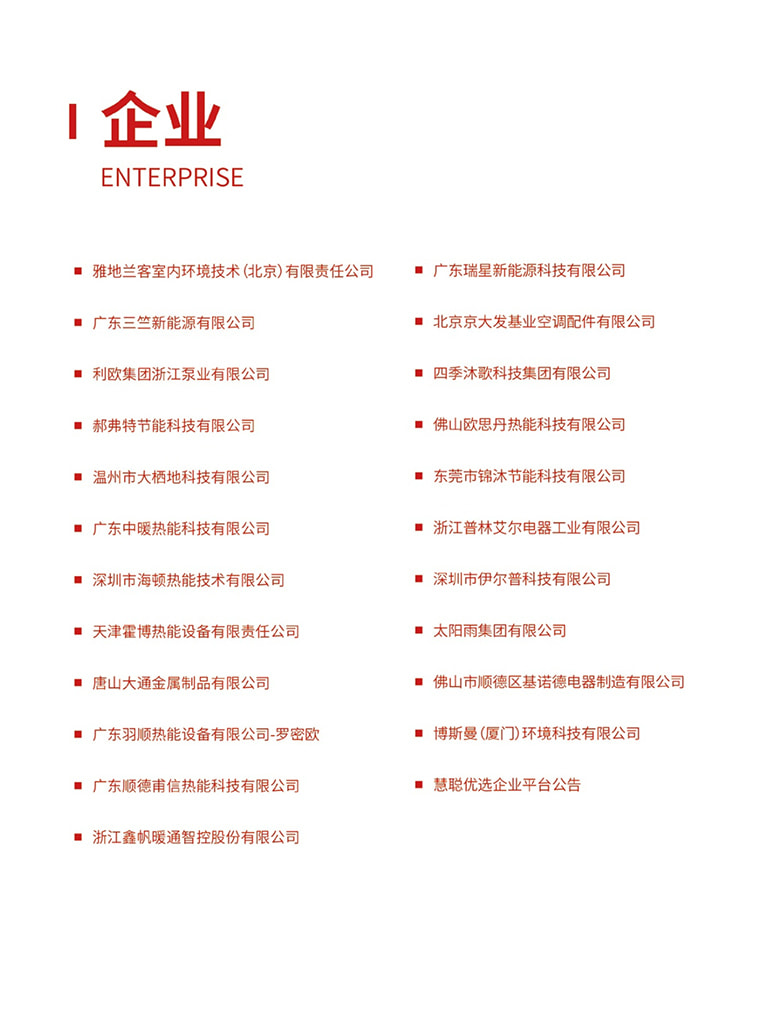 企业
ENTERPRISE
雅地兰客室内环境技术(北京)有限责任公司
广东三竺新能源有限公司
利欧集团浙江泵业有限公司
郝弗特节能科技有限公司
温州市大栖地科技有限公司
广东中暖热能科技有限公司
深圳市海顿热能技术有限公司
天津霍博热能设备有限责任公司
唐山大通金属制品有限公司
广东羽顺热能设备有限公司-罗密欧
广东顺德甫信热能科技有限公司
浙江鑫帆暖通智控股份有限公司
广东瑞星新能源科技有限公司
北京京大发基业空调配件有限公司
四季沐歌科技集团有限公司
佛山欧思丹热能科技有限公司
东莞市锦沐节能科技有限公司
浙江普林艾尔电器工业有限公司
深圳市伊尔普科技有限公司
太阳雨集团有限公司
佛山市顺德区基诺德电器制造有限公司
博斯曼(厦门)环境科技有限公司
慧聪优选企业平台公告